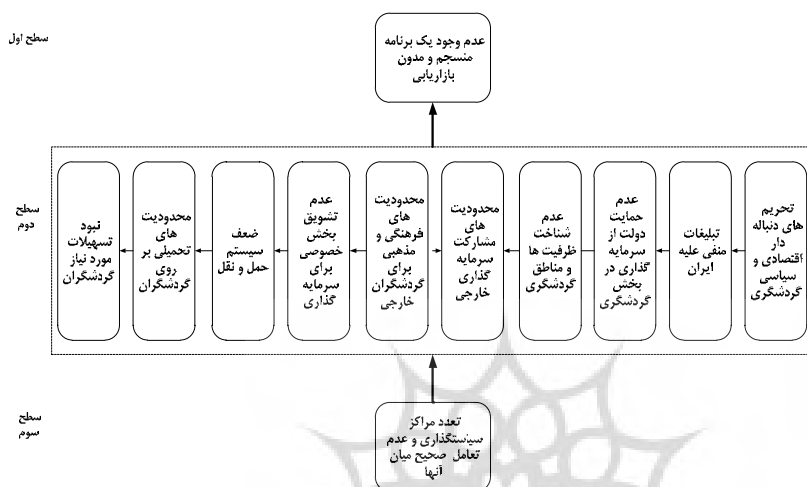 سطح اول
عدم وجود یک برنامه
منسجم و مدون
بازاریابی
سطح
دوم
تحریم
های دنباله
دار
اقتصادی و
سیاسی
گردشگری
تبلیغات
منفی علیه
ایران
عدم
حمایت
دولت از
سرمایه
گذاری در
بخش
گردشگری
عدم
شناخت
ظرفیت ها
و مناطق
گردشگری
محدودیت
های
مشارکت
سرمایه
گذاری
خارجی
محدودیت
های
فرهنگی و
مذهبی
برای
گردشگران
خارجی
عدم
تشویق
بخش
خصوصی
برای
سرمایه
گذاری
ضعف
سیستم
حمل و نقل
محدودیت
های
تحمیلی بر
روی
گردشگران
نبود
تسهیلات
مورد نیاز
گردشگران
سطح
سوم
تعدد مراکز
سیاستگذاری و عدم
تعامل صحیح میان
آنها